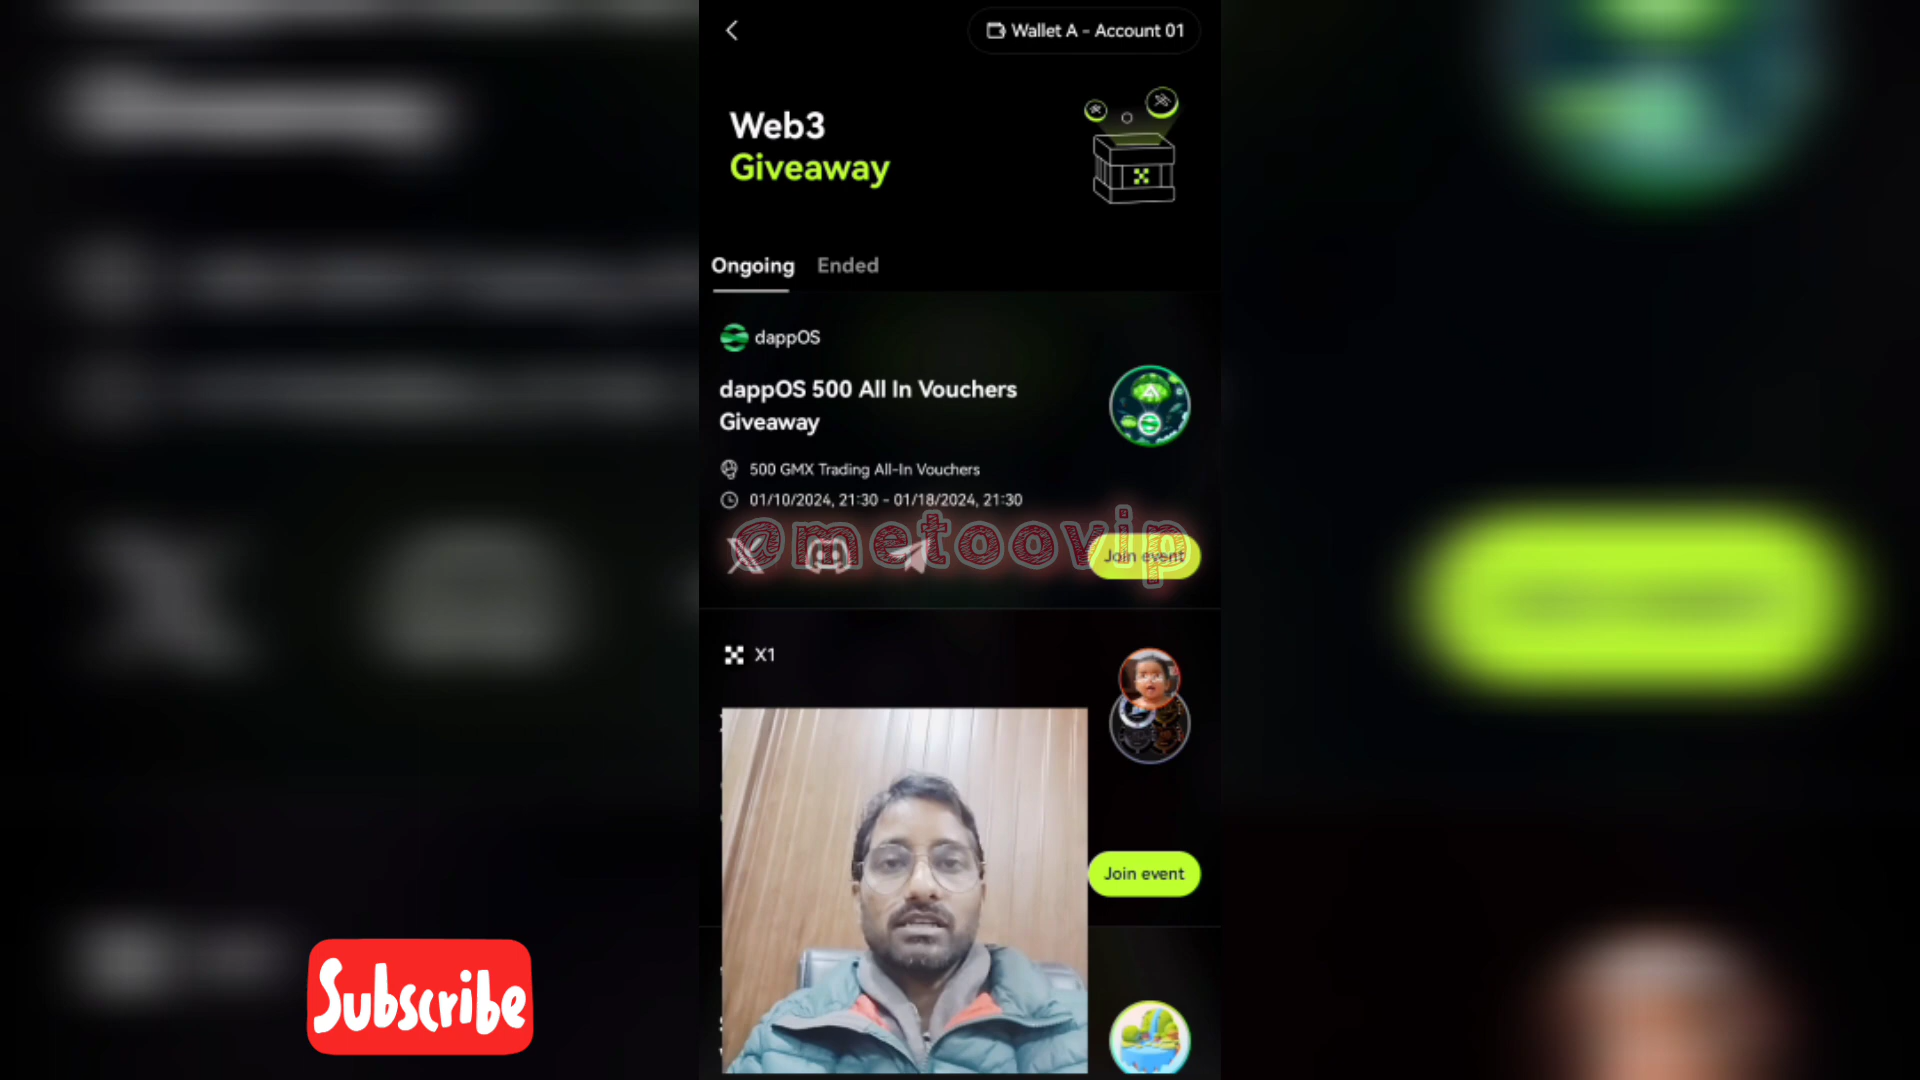 Wallet A - Account 01
Web3
Giveaway
Ongoing
Ended
dappOS
dappOS 500 All In Vouchers
Giveaway
500 GMX Trading All-In Vouchers
01/10/2024, 21:30 - 01/18/2024, 21:30
@metoovip
Join event
X1
Join event
Subscribe